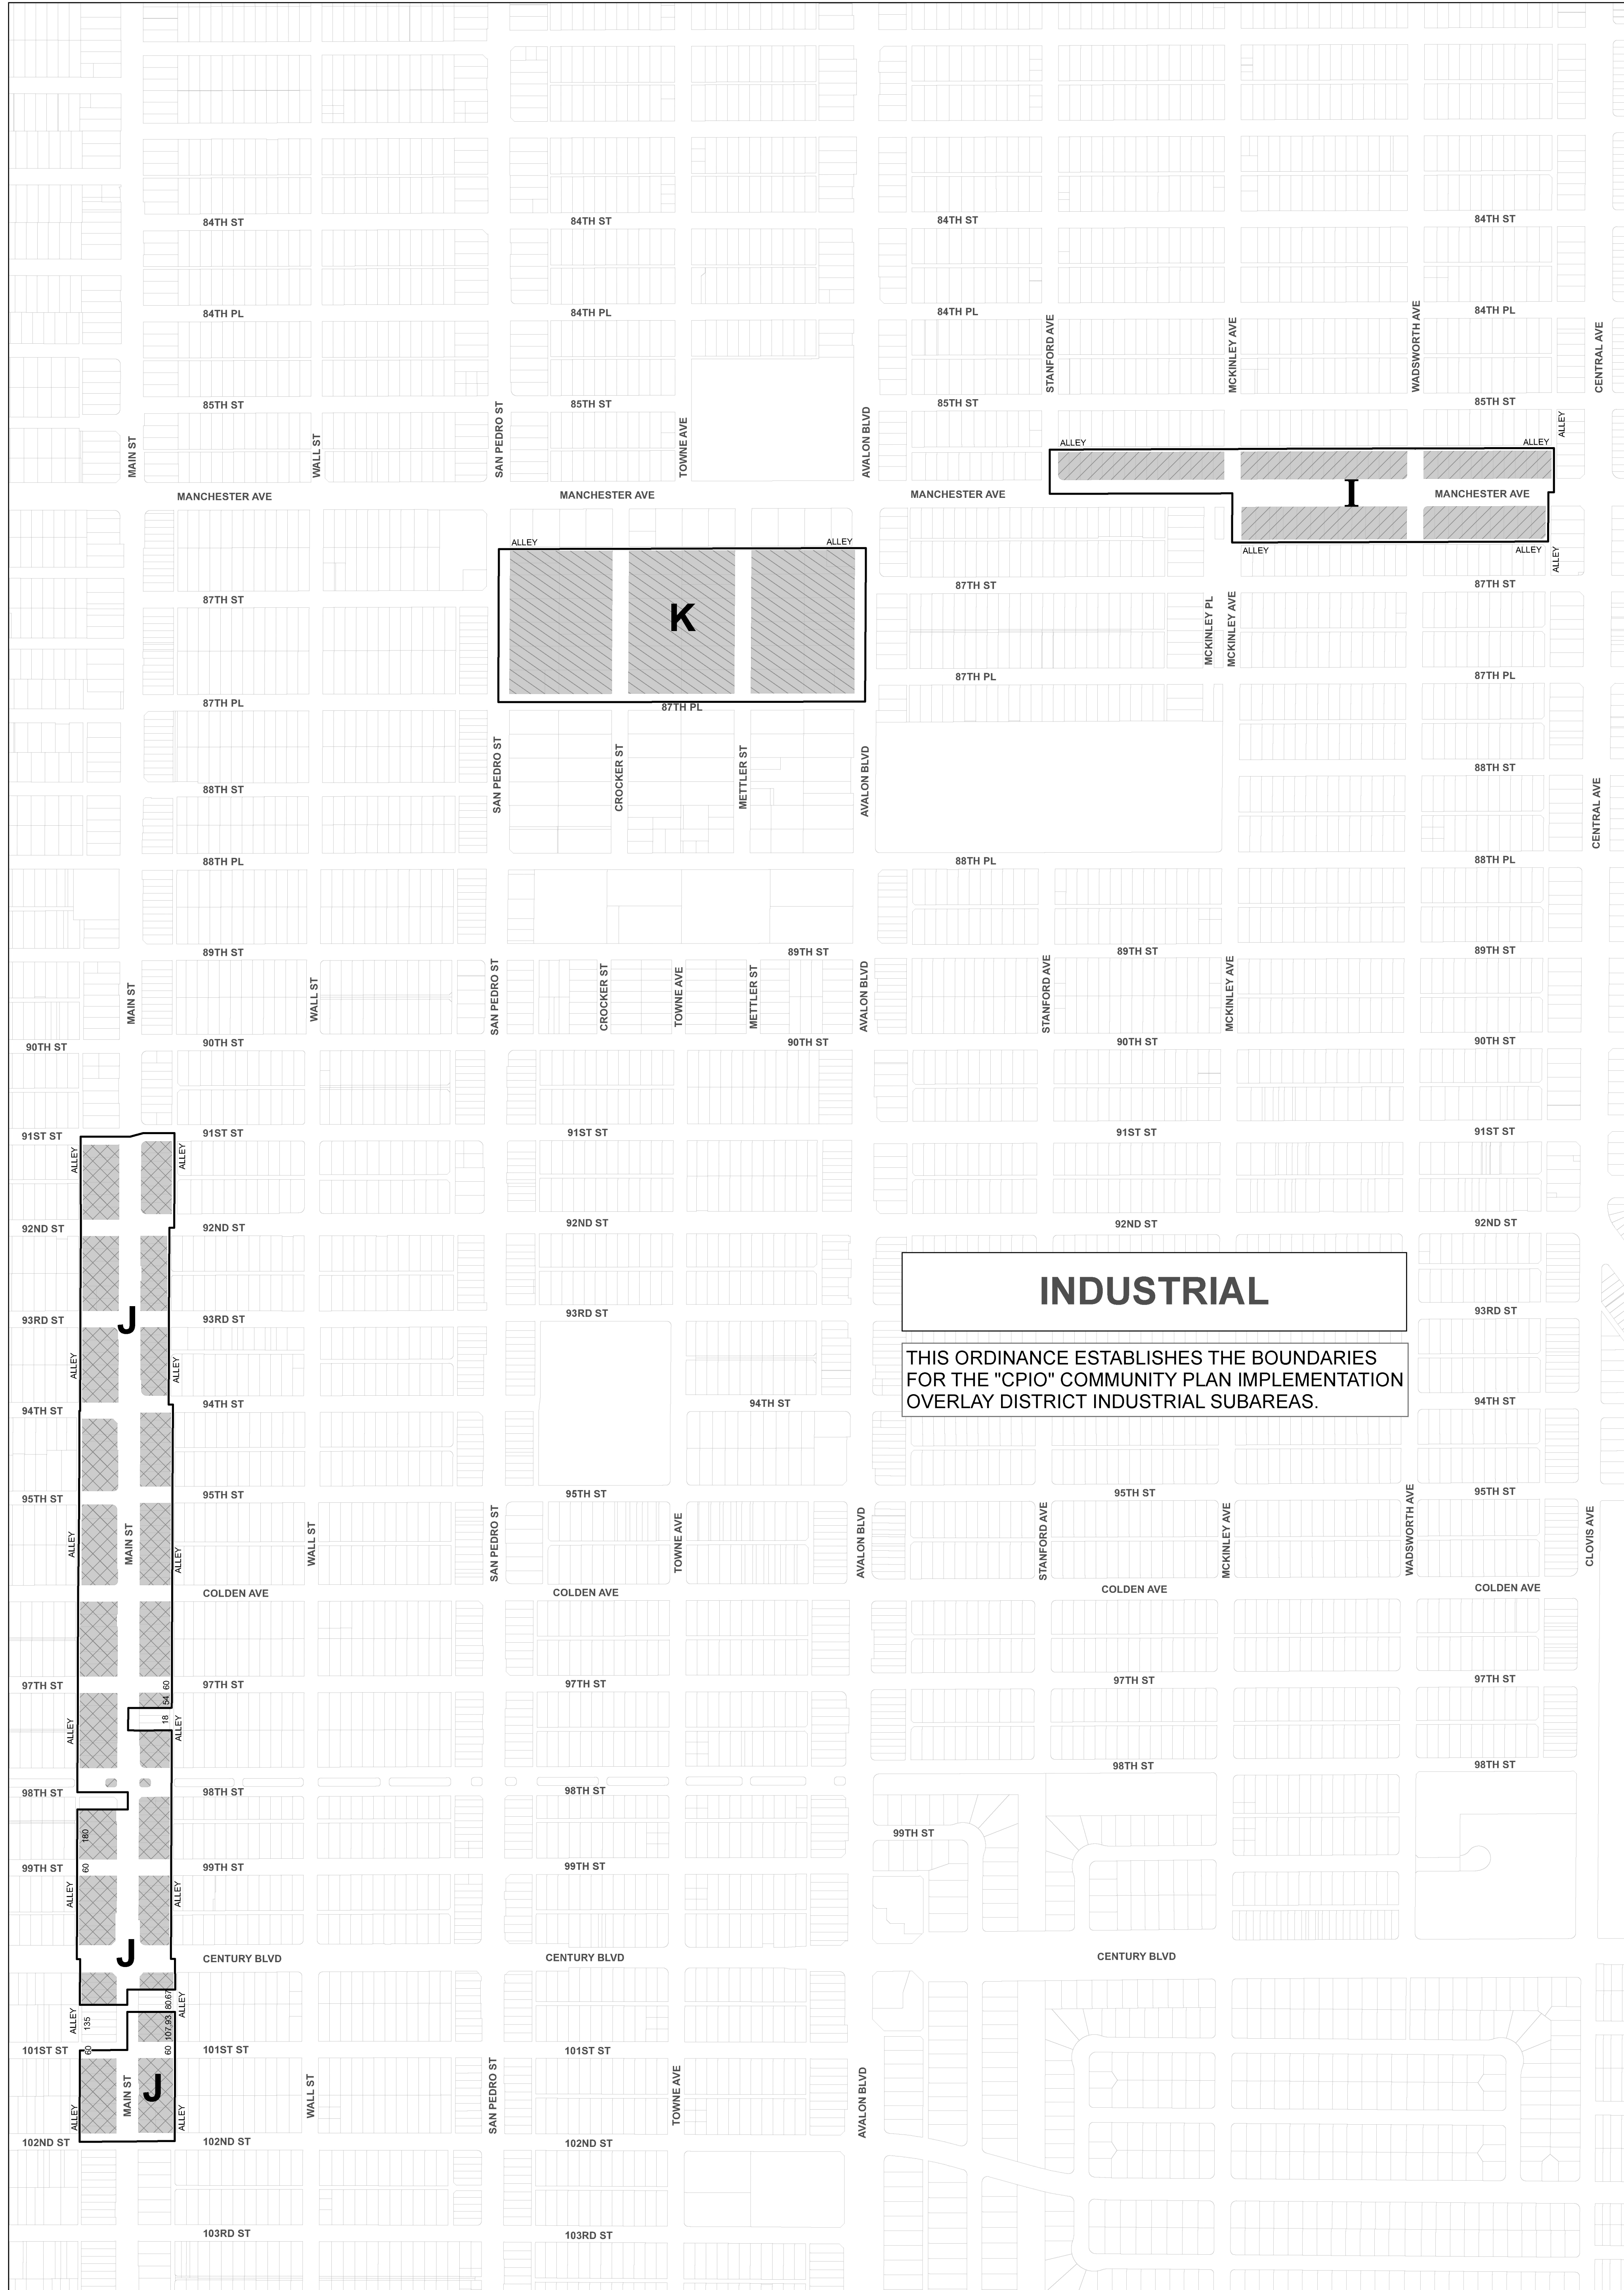 84TH ST
84TH ST
84TH ST
84TH ST
84TH PL
84TH PL
84TH PL
84TH PL
STANFORD AVE
MCKINLEY AVE
WADSWORTH AVE
CENTRAL AVE
85TH ST
85TH ST
85TH ST
85TH ST
MAIN ST
WALL ST
SAN PEDRO ST
TOWNE AVE
AVALON BLVD
ALLEY
ALLEY
ALLEY
MANCHESTER AVE
MANCHESTER AVE
MANCHESTER AVE
I
MANCHESTER AVE
ALLEY
ALLEY
ALLEY
ALLEY
ALLEY
87TH ST
87TH ST
87TH ST
K
MCKINLEY PL
MCKINLEY AVE
87TH PL
87TH PL
87TH PL
87TH PL
SAN PEDRO ST
CROCKER ST
METTLER ST
AVALON BLVD
CENTRAL AVE
88TH ST
88TH ST
88TH PL
88TH PL
88TH PL
89TH ST
89TH ST
89TH ST
89TH ST
MAIN ST
WALL ST
SAN PEDRO ST
CROCKER ST
TOWNE AVE
METTLER ST
AVALON BLVD
STANFORD AVE
MCKINLEY AVE
90TH ST
90TH ST
90TH ST
90TH ST
90TH ST
91ST ST
91ST ST
91ST ST
91ST ST
91ST ST
ALLEY
ALLEY
92ND ST
92ND ST
92ND ST
92ND ST
92ND ST
INDUSTRIAL
93RD ST
J
93RD ST
93RD ST
93RD ST
THIS ORDINANCE ESTABLISHES THE BOUNDARIES
FOR THE "CPIO" COMMUNITY PLAN IMPLEMENTATION
OVERLAY DISTRICT INDUSTRIAL SUBAREAS.
ALLEY
ALLEY
94TH ST
94TH ST
94TH ST
94TH ST
95TH ST
95TH ST
95TH ST
95TH ST
95TH ST
ALLEY
MAIN ST
ALLEY
WALL ST
SAN PEDRO ST
TOWNE AVE
AVALON BLVD
STANFORD AVE
MCKINLEY AVE
WADSWORTH AVE
CLOVIS AVE
COLDEN AVE
COLDEN AVE
COLDEN AVE
COLDEN AVE
97TH ST
60
97TH ST
97TH ST
97TH ST
97TH ST
54
18
ALLEY
ALLEY
98TH ST
98TH ST
98TH ST
98TH ST
98TH ST
180
99TH ST
99TH ST
60
99TH ST
99TH ST
ALLEY
ALLEY
J
CENTURY BLVD
CENTURY BLVD
CENTURY BLVD
80.67
ALLEY
ALLEY
135
107.93
101ST ST
60
60
101ST ST
101ST ST
J
MAIN ST
ALLEY
ALLEY
WALL ST
SAN PEDRO ST
TOWNE AVE
AVALON BLVD
102ND ST
102ND ST
102ND ST
103RD ST
103RD ST